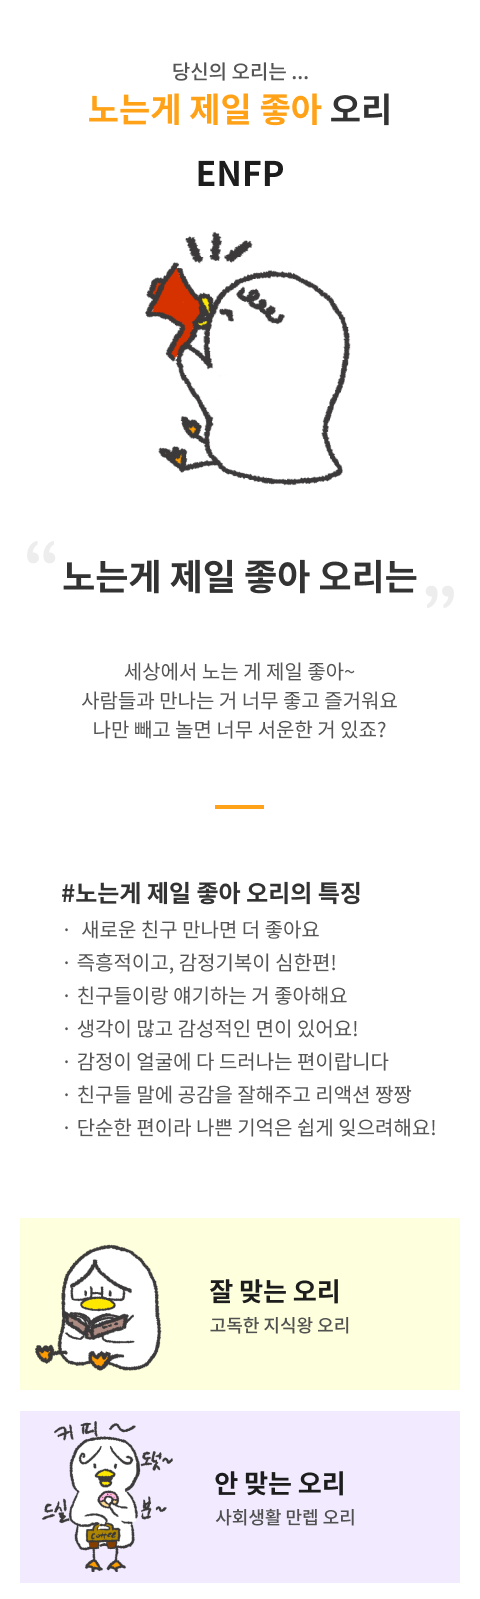 당신의 오리는 ...
노는게 제일 좋아 오리
ENFP
“ 노는게 제일 좋아 오리는 ”
세상에서 노는 게 제일 좋아~
사람들과 만나는 거 너무 좋고 즐거워요
나만 빼고 놀면 너무 서운한 거 있죠?
#노는게 제일 좋아 오리의 특징
· 새로운 친구 만나면 더 좋아요
· 즉흥적이고, 감정기복이 심한편!
· 친구들이랑 얘기하는 거 좋아해요
· 생각이 많고 감성적인 면이 있어요!
· 감정이 얼굴에 다 드러나는 편이랍니다
· 친구들 말에 공감을 잘해주고 리액션 짱짱
· 단순한 편이라 나쁜 기억은 쉽게 잊으려해요!
잘 맞는 오리
고독한 지식왕 오리
커피~
도넛~
드실
분~
COFFEE
안 맞는 오리
사회생활 만렙 오리